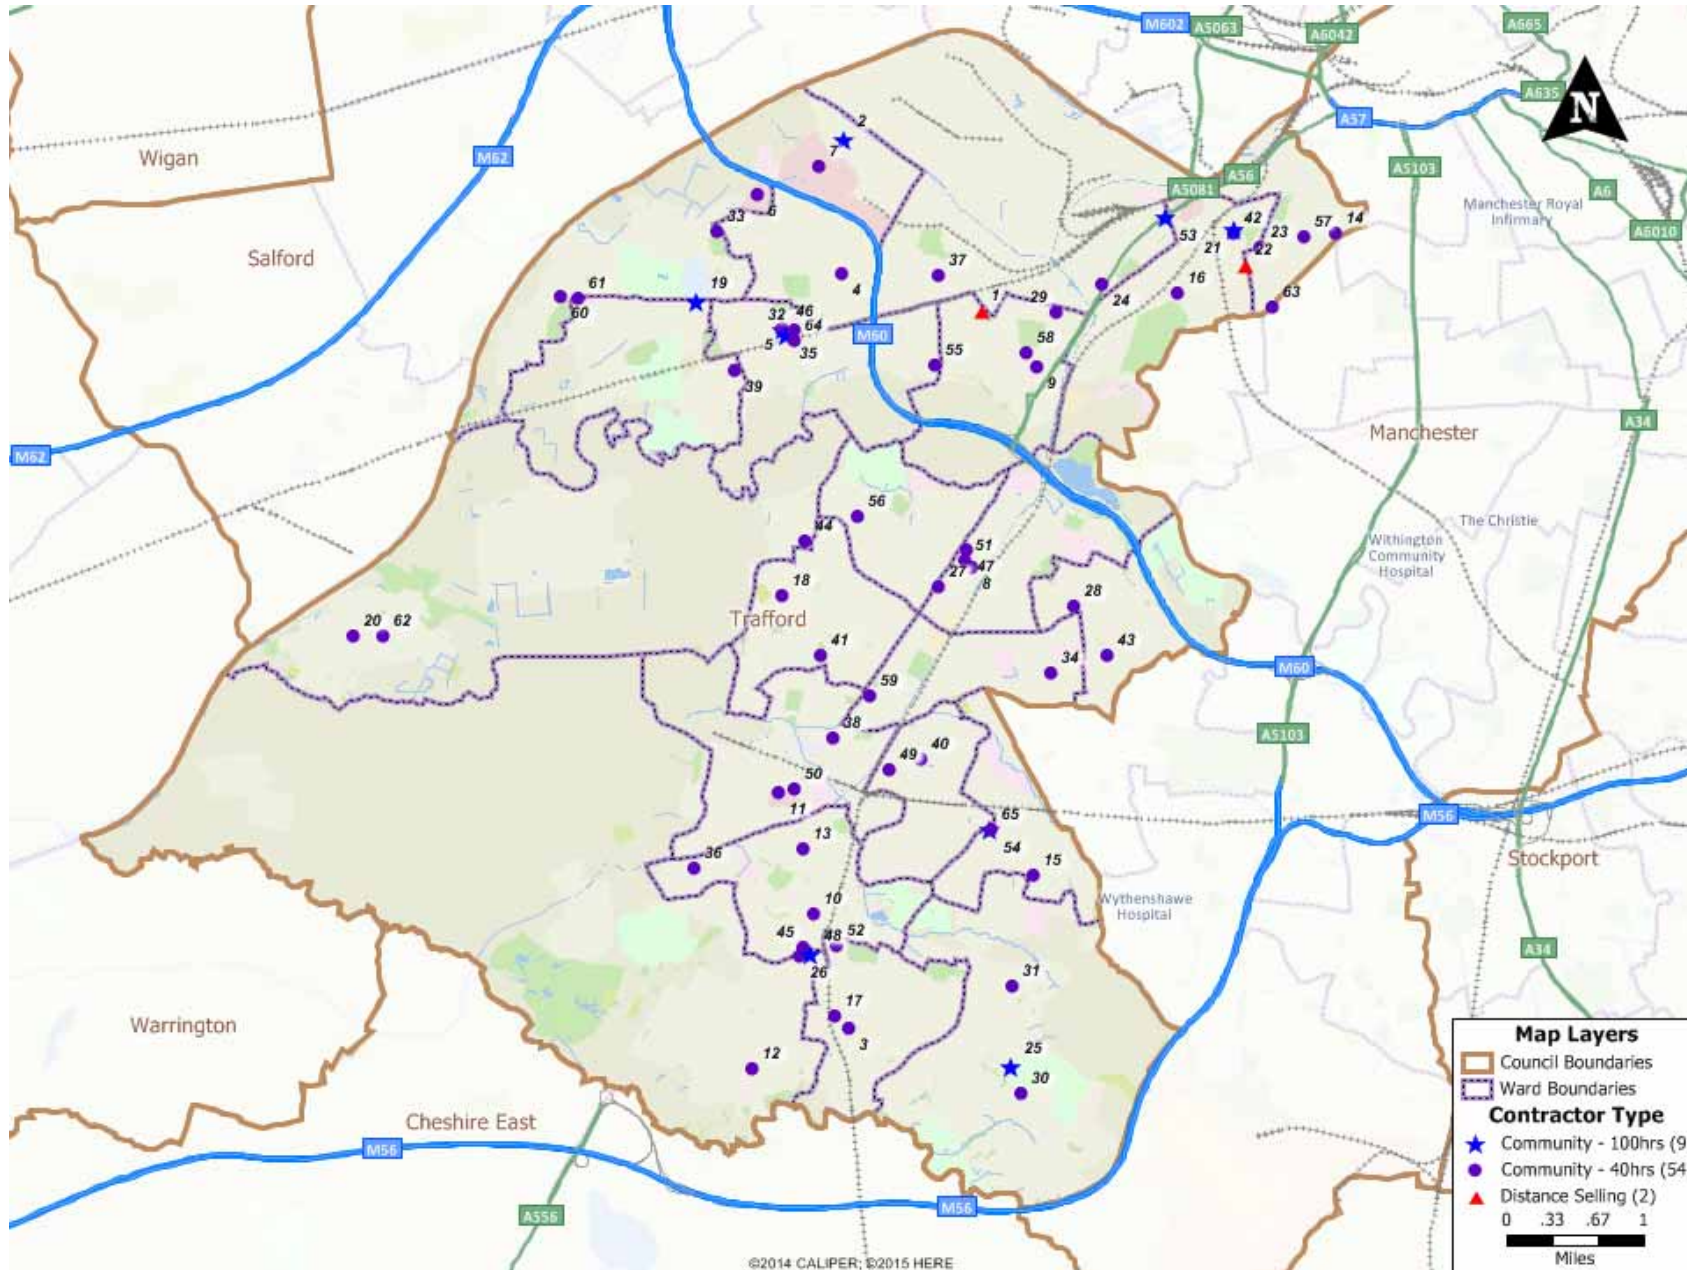 M602
A5063
A6042
A665
A635
N
A57
M62
Wigan
2
7
A5103
A56
A5081
A6
Manchester Royal
Infirmary
6
33
42
23
57
14
53
21
22
A6010
Salford
37
4
16
61
19
60
1
29
24
63
46
32
64
5
35
M60
58
55
9
39
A34
Manchester
M62
56
The Christie
44
51
Withington
Community
Hospital
47
27
8
18
28
Trafford
20
62
41
43
34
59
M60
38
A5103
49
40
50
11
65
M56
13
54
Stockport
36
15
10
Wythenshawe
Hospital
45
48
52
A34
26
31
17
Warrington
3
25
12
30
Map Layers
Council Boundaries
Ward Boundaries
Contractor Type
Community - 100hrs (9
Community - 40hrs (54
Distance Selling (2)
0 .33 .67 1
Miles
Cheshire East
M56
M56
A556
©2014 CALIPER; ©2015 HERE